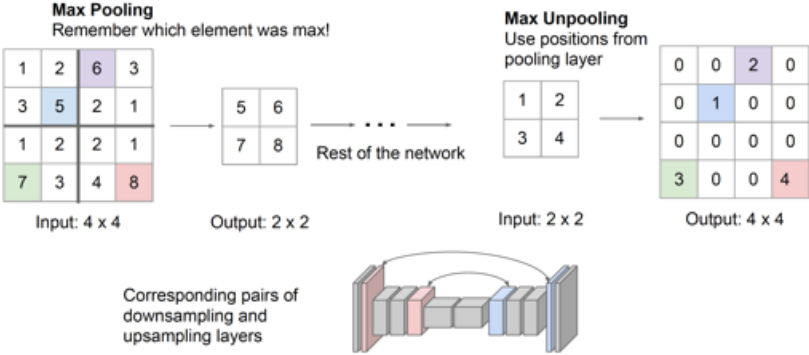 Max Pooling
Remember which element was max!
1 2 6 3
3 5 2 1
1 2 2 1
7 3 4 8
Input: 4 x 4
5 6
7 8
Output: 2 x 2
...
Rest of the network
Max Unpooling
Use positions from
pooling layer
1 2
3 4
Input: 2 x 2
0 0 2 0
0 1 0 0
0 0 0 0
3 0 0 4
Output: 4 x 4
Corresponding pairs of
downsampling and
upsampling layers